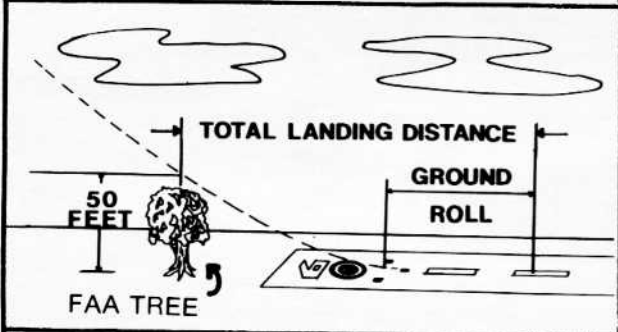 TOTAL LANDING DISTANCE
GROUND
ROLL
50
FEET
FAA TREE